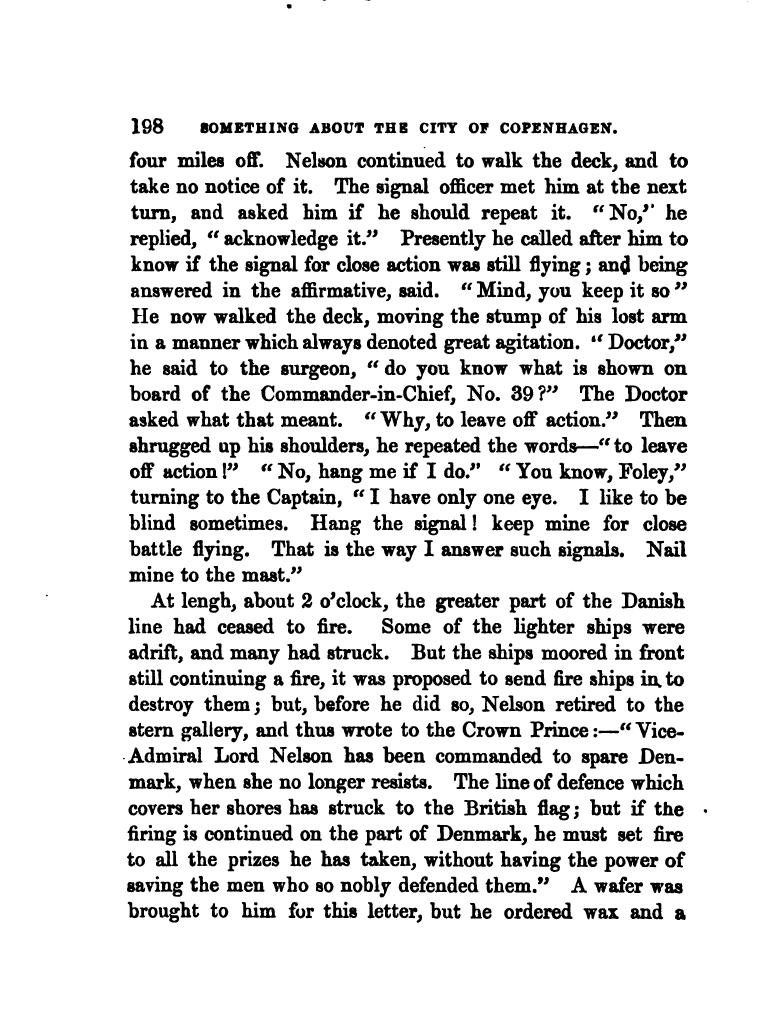 198 SOMETHING ABOUT THE CITY OF COPENHAGEN.
four miles off. Nelson continued to walk the deck, and to
take no notice of it. The signal officer met him at the next
turn, and asked him if he should repeat it. "No," he
replied, "acknowledge it." Presently he called after him to
know if the signal for close action was still flying; and being
answered in the affirmative, said. "Mind, you keep it so"
He now walked the deck, moving the stump of his lost arm
in a manner which always denoted great agitation. "Doctor,"
he said to the surgeon, "do you know what is shown on
board of the Commander-in-Chief, No. 39?" The Doctor
asked what that meant. "Why, to leave off action." Then
shrugged up his shoulders, he repeated the words—"to leave
off action!" "No, hang me if I do." "You know, Foley,"
turning to the Captain, "I have only one eye. I like to be
blind sometimes. Hang the signal! keep mine for close
battle flying. That is the way I answer such signals. Nail
mine to the mast."
At lengh, about 2 o'clock, the greater part of the Danish
line had ceased to fire. Some of the lighter ships were
adrift, and many had struck. But the ships moored in front
still continuing a fire, it was proposed to send fire ships in to
destroy them; but, before he did so, Nelson retired to the
stern gallery, and thus wrote to the Crown Prince:—"Vice-
Admiral Lord Nelson has been commanded to spare Den-
mark, when she no longer resists. The line of defence which
covers her shores has struck to the British flag; but if the
firing is continued on the part of Denmark, he must set fire
to all the prizes he has taken, without having the power of
saving the men who so nobly defended them." A wafer was
brought to him for this letter, but he ordered wax and a